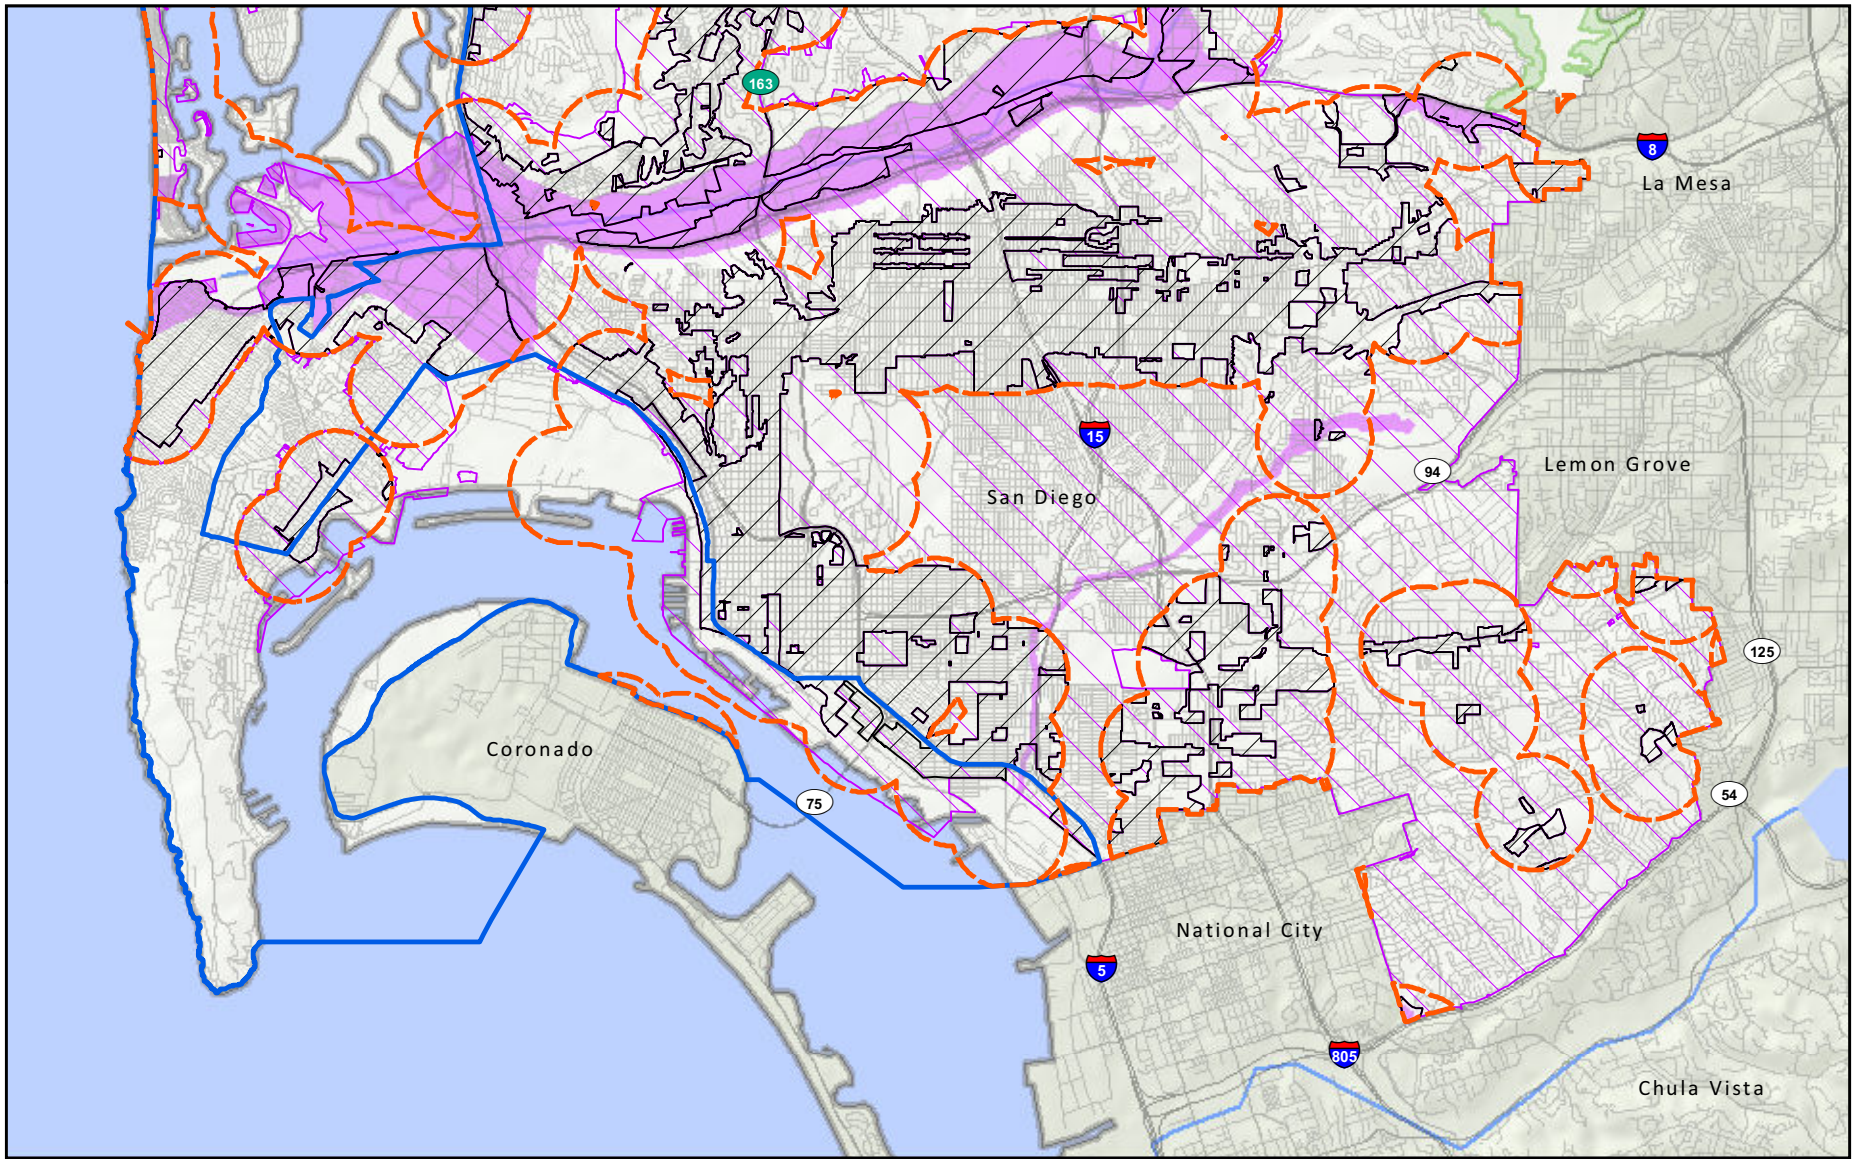 163
8
La Mesa
15
94
Lemon Grove
San Diego
125
Coronado
75
54
National City
5
805
Chula Vista